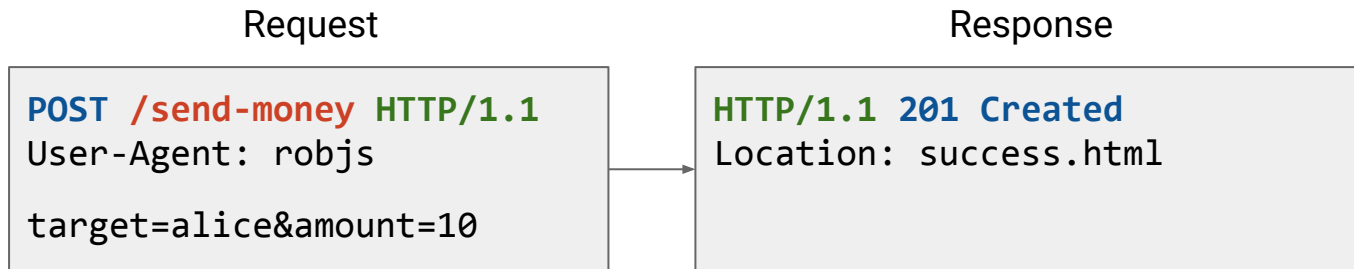 Request
POST /send-money HTTP/1.1
User-Agent: robjs
target=alice&amount=10
Response
HTTP/1.1 201 Created
Location: success.html